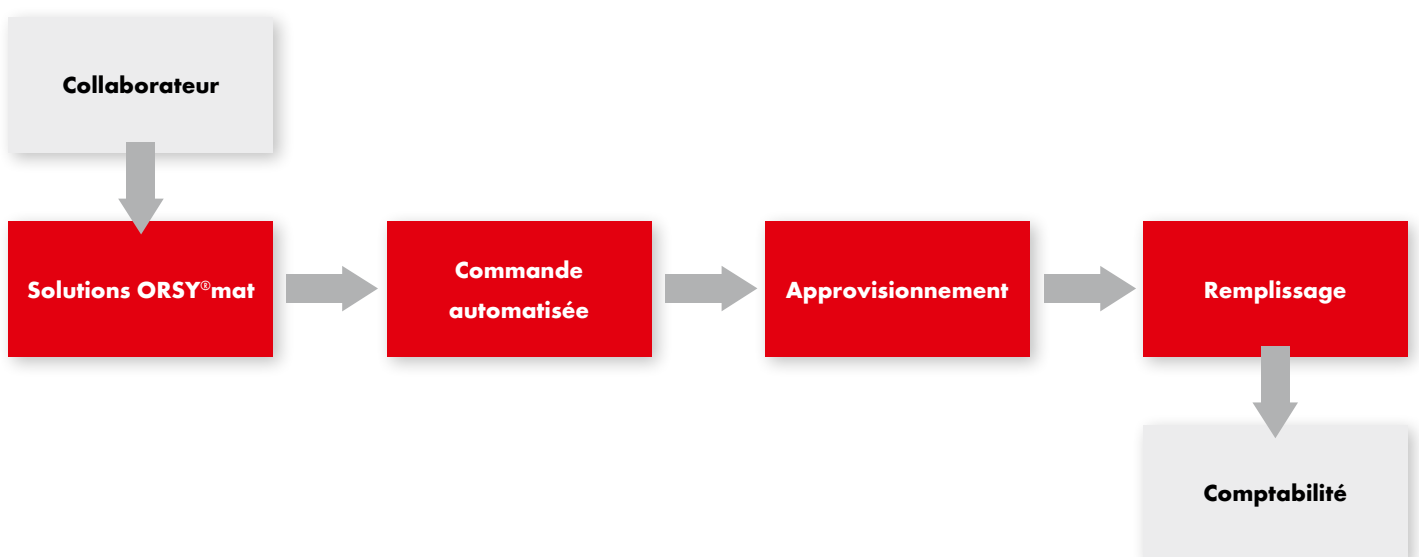 Collaborateur
Solutions ORSY®mat
Commande
automatisée
Approvisionnement
Remplissage
Comptabilité